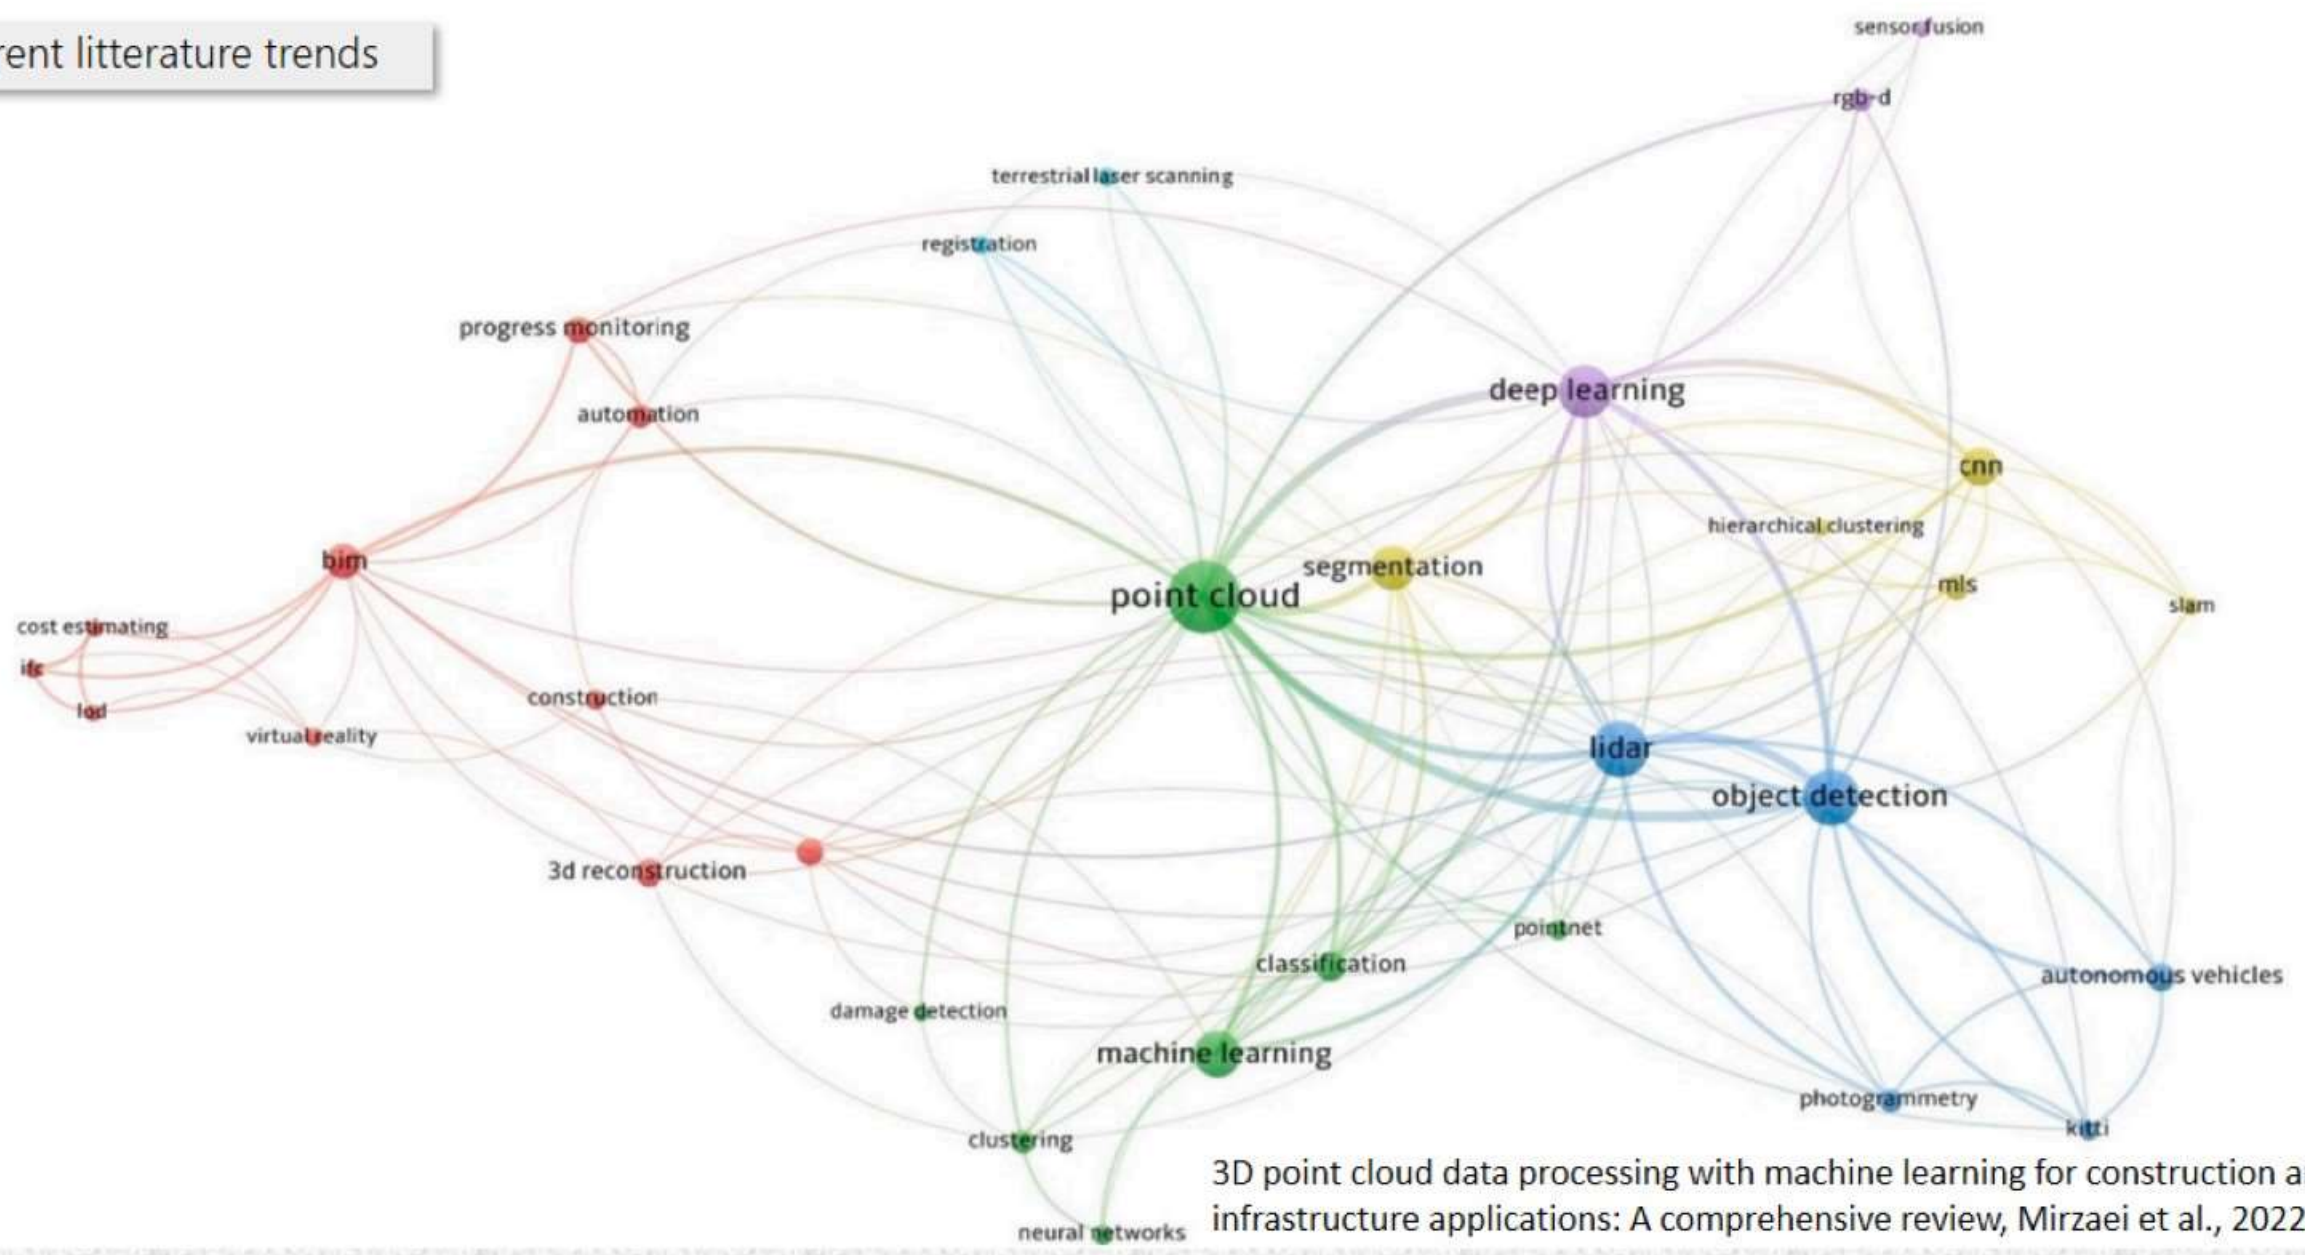 rent litterature trends
sensor fusion
rgb-d
terrestrial laser scanning
registration
progress monitoring
deep learning
automation
cnn
hierarchical clustering
bim
segmentation
mls
point cloud
slam
cost estimating
ifc
construction
lod
virtual reality
lidar
object detection
3d reconstruction
pointnet
classification
autonomous vehicles
damage detection
machine learning
photogrammetry
kitti
clustering
3D point cloud data processing with machine learning for construction a
infrastructure applications: A comprehensive review, Mirzaei et al., 2022
neural networks